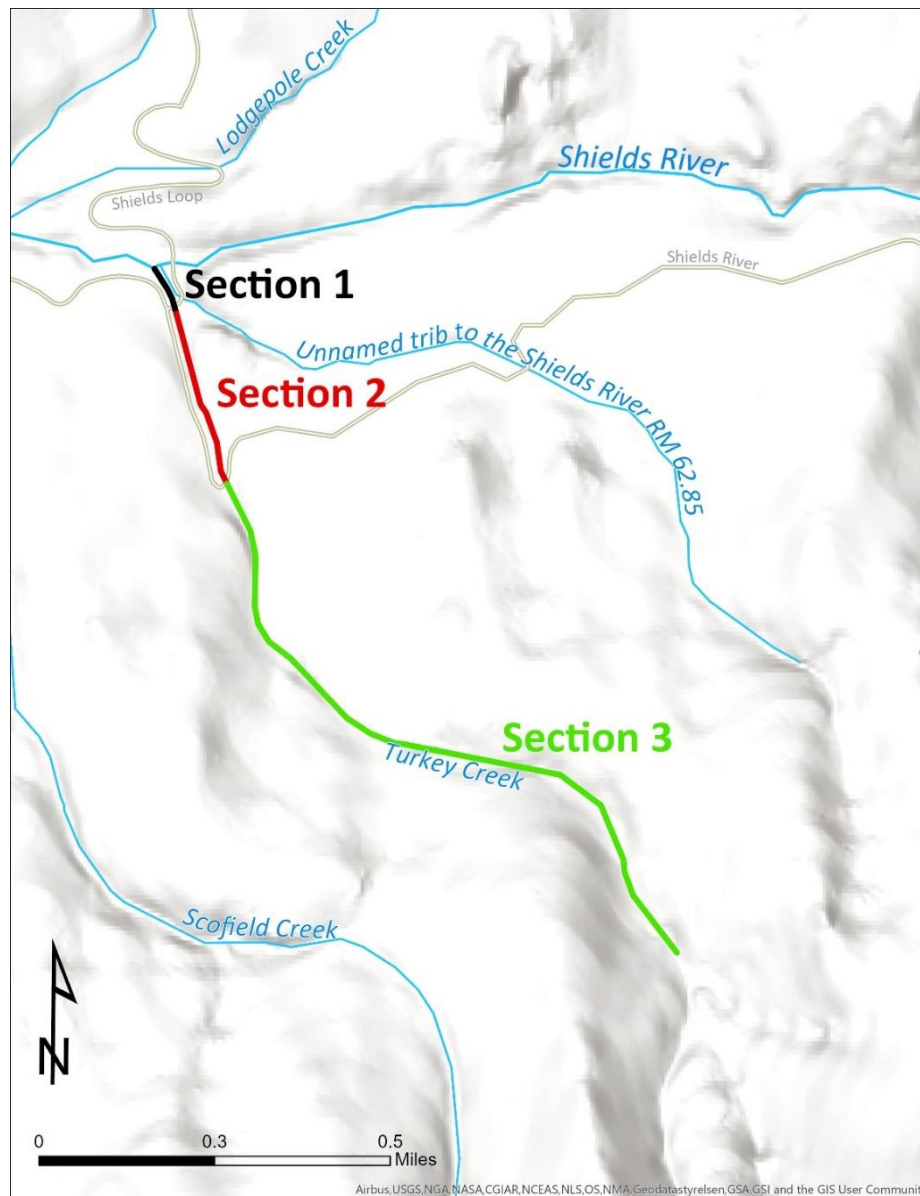 Lodgepole Creek
Shields River
Shields Loop
Shields River
Section 1
Unnamed trib to the Shields River RM 62.85
Section 2
Section 3
Turkey Creek
Scofield Creek
N
0 0.3 0.5
Miles
Airbus,USGS,NGA,NASA,CGIAR,NCEAS,NLS,OS,NMA,Geodatastyrelsen,GSA,GSI and the GIS User Communit